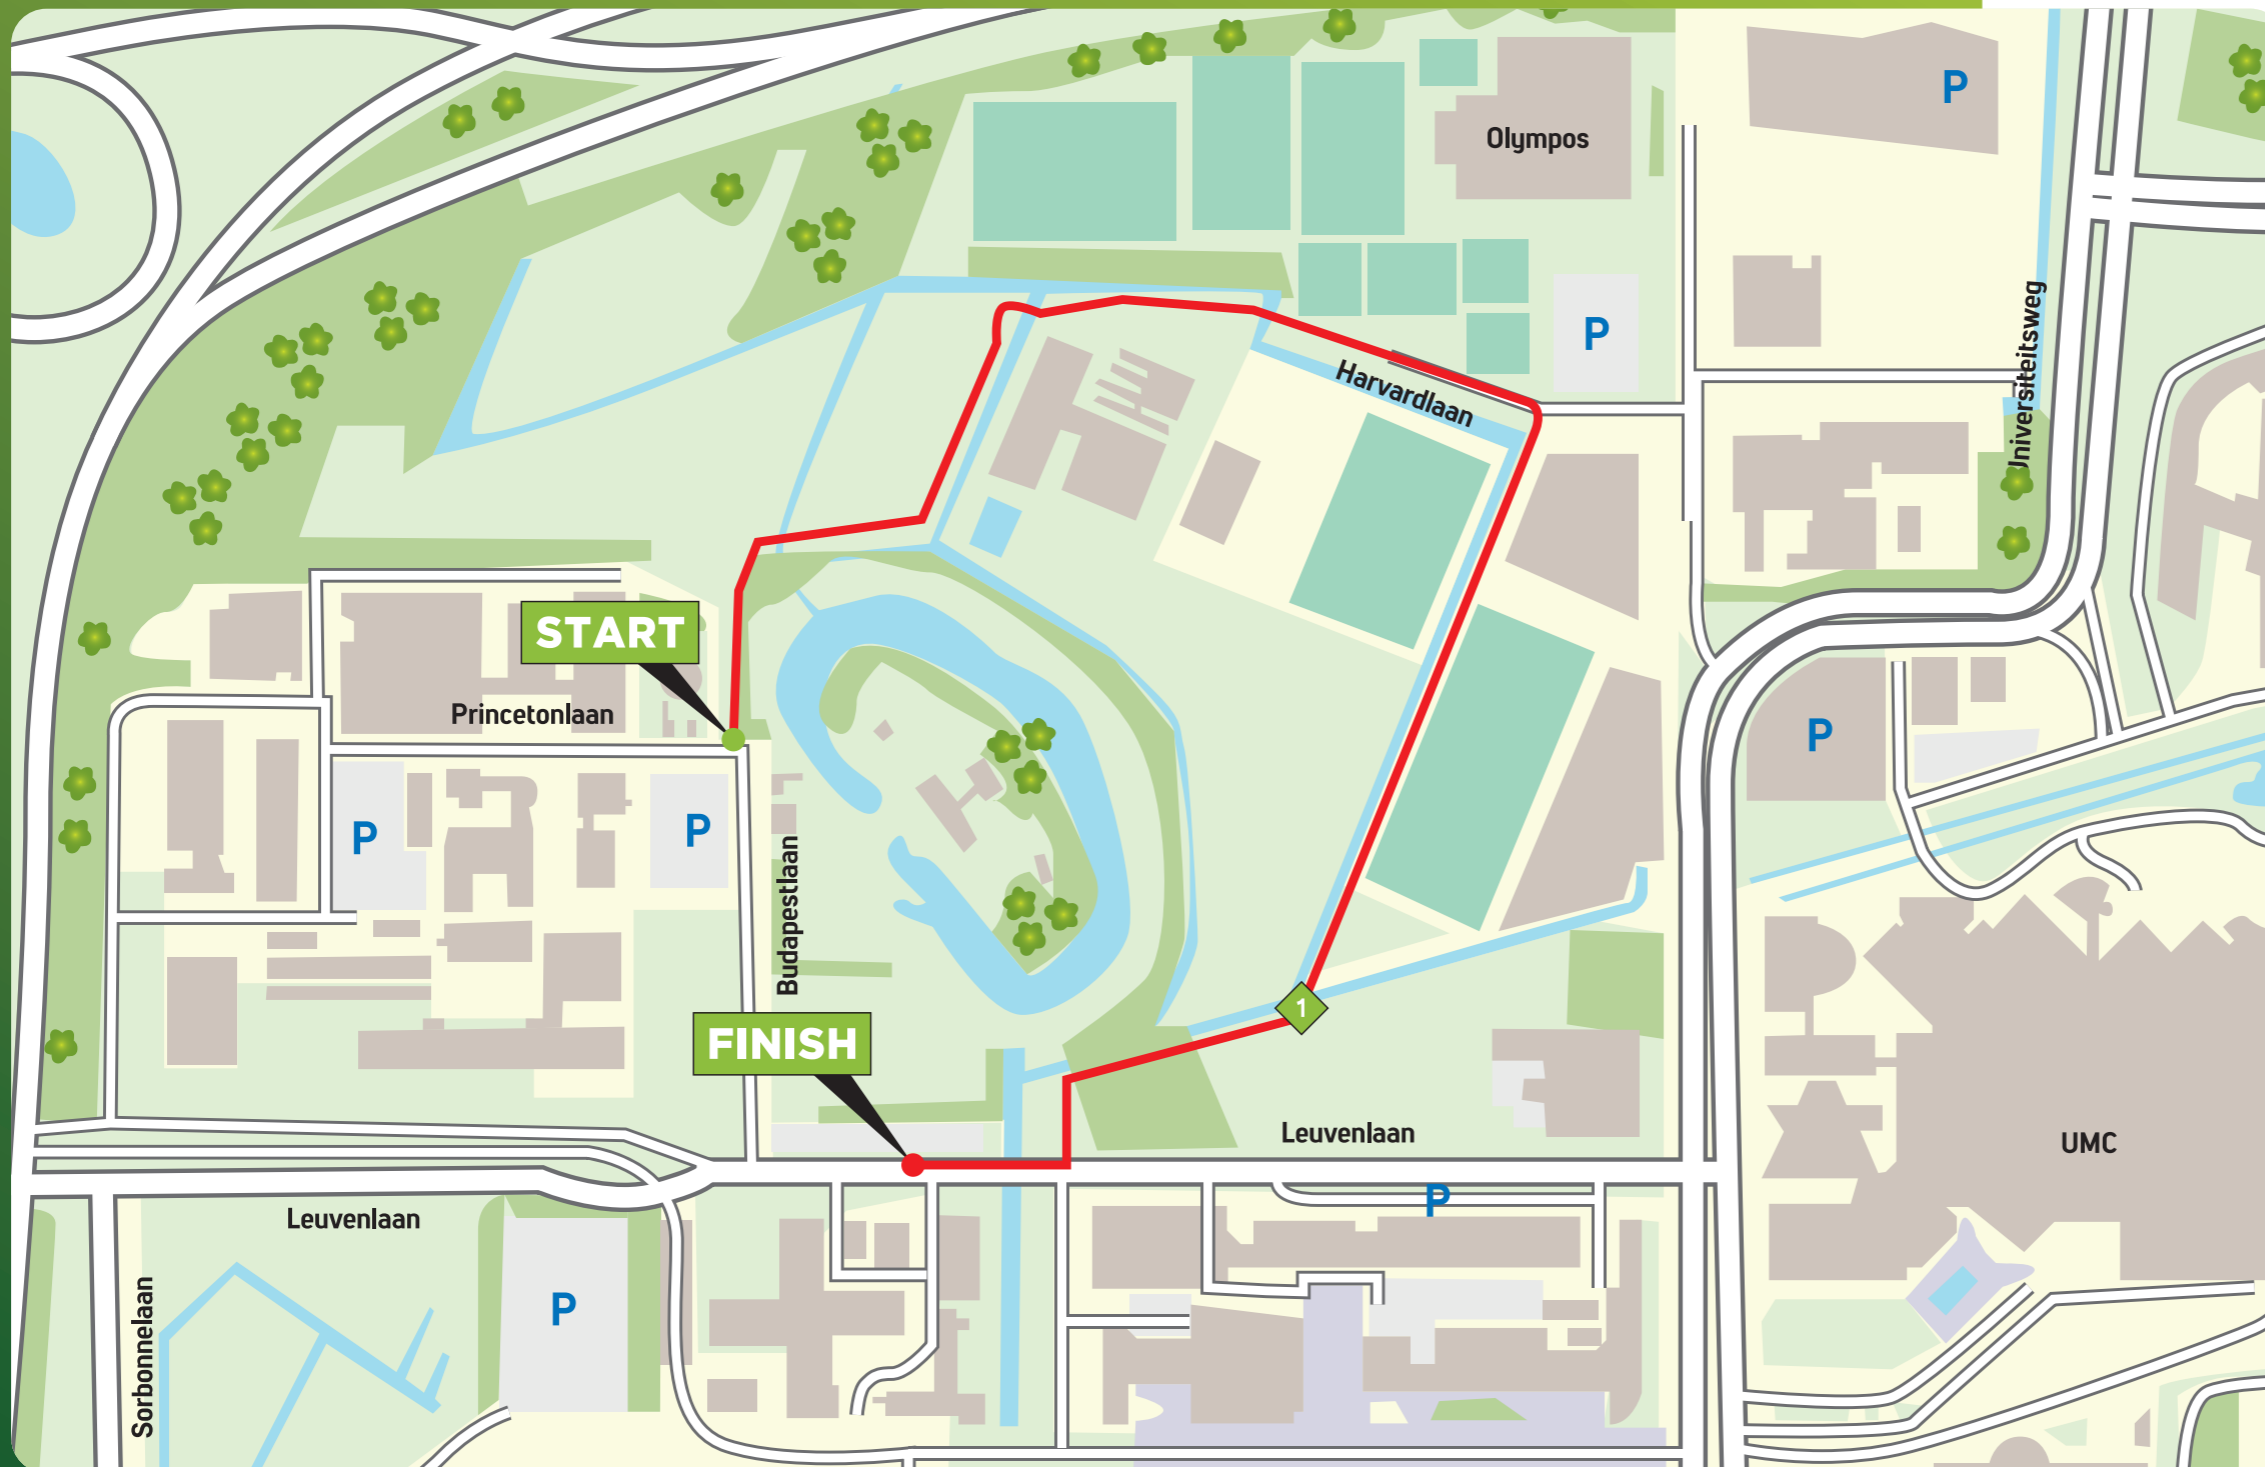 P
Olympos
P
Universiteitsweg
Harvardlaan
START
Princetonlaan
P
P
P
Budapestlaan
1
FINISH
Leuvenlaan
UMC
P
Leuvenlaan
Sorbonnelaan
P